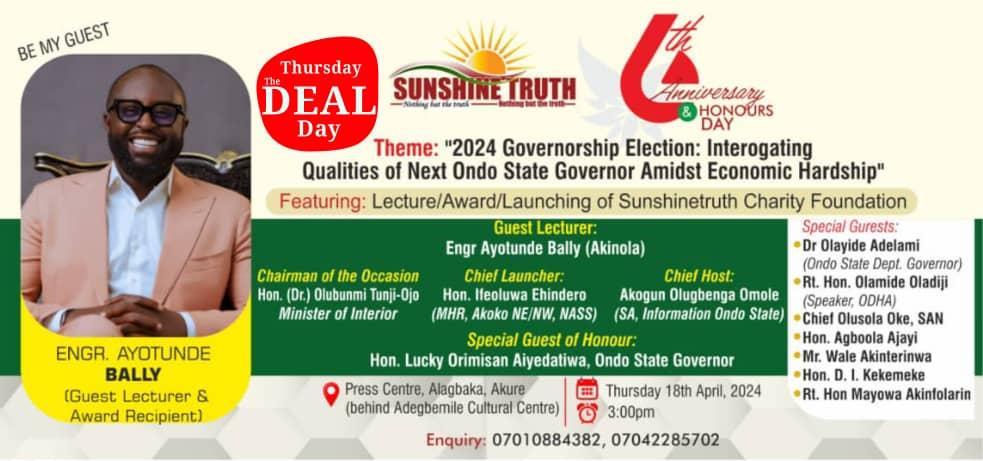 BE MY GUEST
Thursday
The
DEAL
Day
SUNSHINE TRUTH
Nothing but the truth Nothing but the truth
6th
Anniversary
& HONOURS
DAY
Theme: "2024 Governorship Election: Interogating
Qualities of Next Ondo State Governor Amidst Economic Hardship"
Featuring: Lecture/Award/Launching of Sunshinetruth Charity Foundation
Guest Lecturer:
Engr Ayotunde Bally (Akinola)
Chairman of the Occasion
Hon. (Dr.) Olubunmi Tunji-Ojo
Minister of Interior
Chief Launcher:
Hon. Ifeoluwa Ehindero
(MHR, Akoko NE/NW, NASS)
Chief Host:
Akogun Olugbenga Omole
(SA, Information Ondo State)
Special Guest of Honour:
Hon. Lucky Orimisan Aiyedatiwa, Ondo State Governor
Special Gurests:
Dr Olayide Adelami
(Ondo State Dept. Governor)
Rt. Hon. Olamide Oladiji
(Speaker, ODHA)
Chief Olusola Oke, SAN
Hon. Agboola Ajayi
Mr. Wale Akinterinwa
Hon. D. I. Kekemeke
Rt. Hon Mayowa Akinfolarin
ENGR. AYOTUNDE
BALLY
(Guest Lecturer &
Award Recipient)
Press Centre, Alagbaka, Akure
(behind Adegbemile Cultural Centre)
Thursday 18th April, 2024
3:00pm
Enquiry: 07010884382, 07042285702